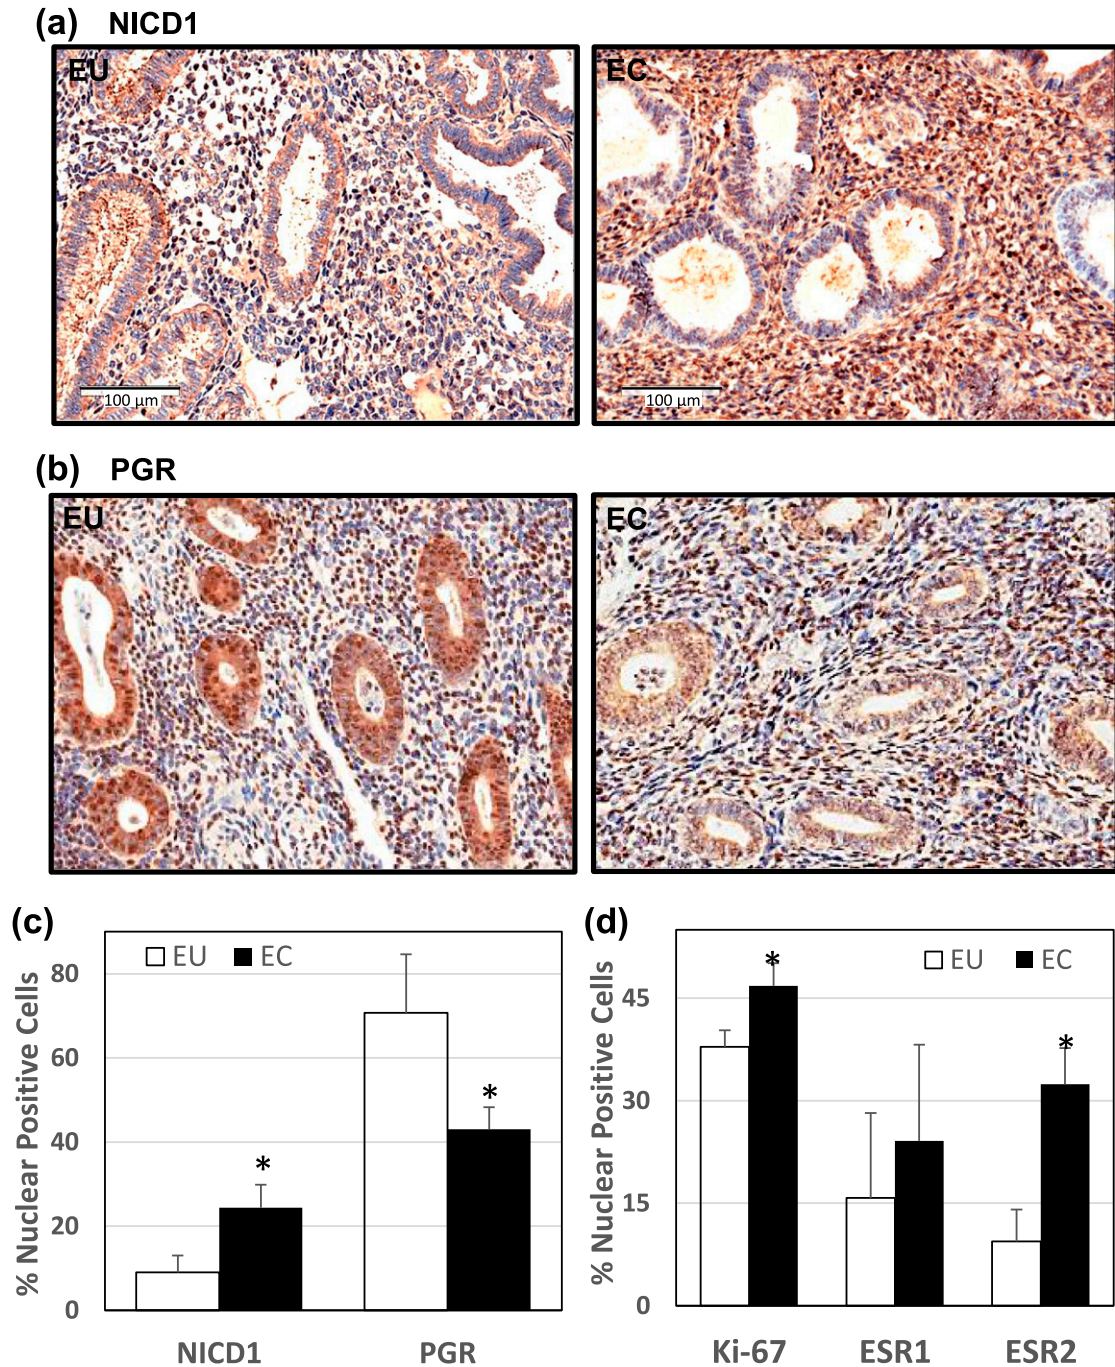 (a) NICD1
EU
EC
100 µm
100 µm
(b) PGR
EU
EC
(c)
EU EC
% Nuclear Positive Cells
80
60
40
20
0
*
*
NICD1 PGR
(d)
EU EC
% Nuclear Positive Cells
45
30
15
0
*
*
Ki-67 ESR1 ESR2